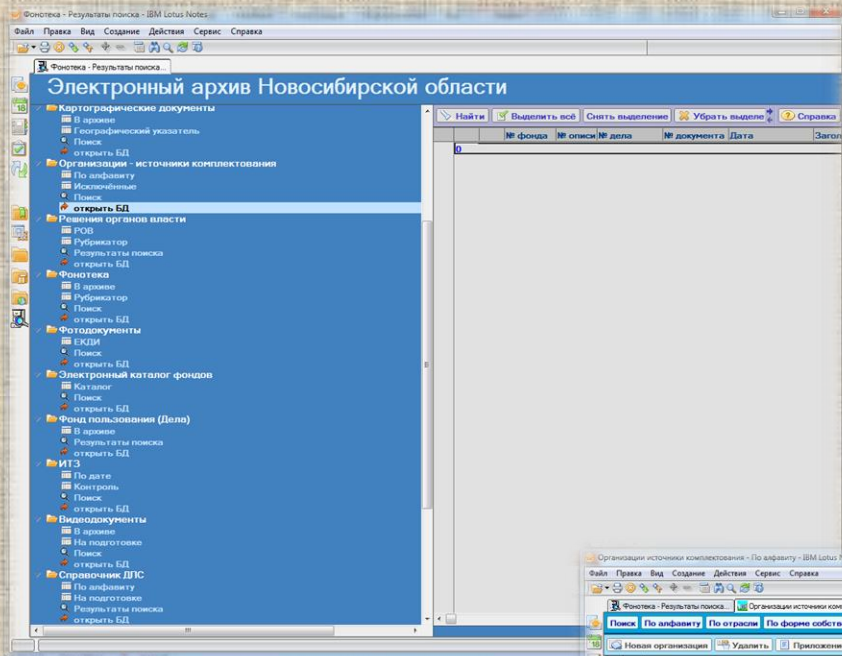 Фонотека - Результаты поиска - IBM Lotus Notes
Файл Правка Вид Создание Действия Сервис Справка
Фонотека - Результаты поиска...
Электронный архив Новосибирской области
Картографические документы
В архиве
Географический указатель
Поиск
открыть БД
Организации - источники комплектования
По алфавиту
Исключённые
Поиск
открыть БД
Решения органов власти
РОВ
Рубрикатор
Результаты поиска
открыть БД
Фонотека
В архиве
Рубрикатор
Поиск
открыть БД
Фотодокументы
ЕКДИ
Поиск
открыть БД
Электронный каталог фондов
Каталог
Поиск
открыть БД
Фонд пользования (Дела)
В архиве
Результаты поиска
открыть БД
ИТЗ
По дате
Контроль
Поиск
открыть БД
Видеодокументы
В архиве
На подготовке
Поиск
открыть БД
Справочник ДПС
По алфавиту
На подготовке
Результаты поиска
открыть БД
Найти Выделить всё Снять выделение Убрать выделе Справка
№ фонда № описи № дела № документа Дата Загол
0
Организации источники комплектования - По алфавиту - IBM Lotus N
Файл Правка Вид Создание Действия Сервис Справка
Фонотека - Результаты поиска... Организации источники ком
Поиск По алфавиту По отрасли По форме собств
Новая организация Удалить Приложени